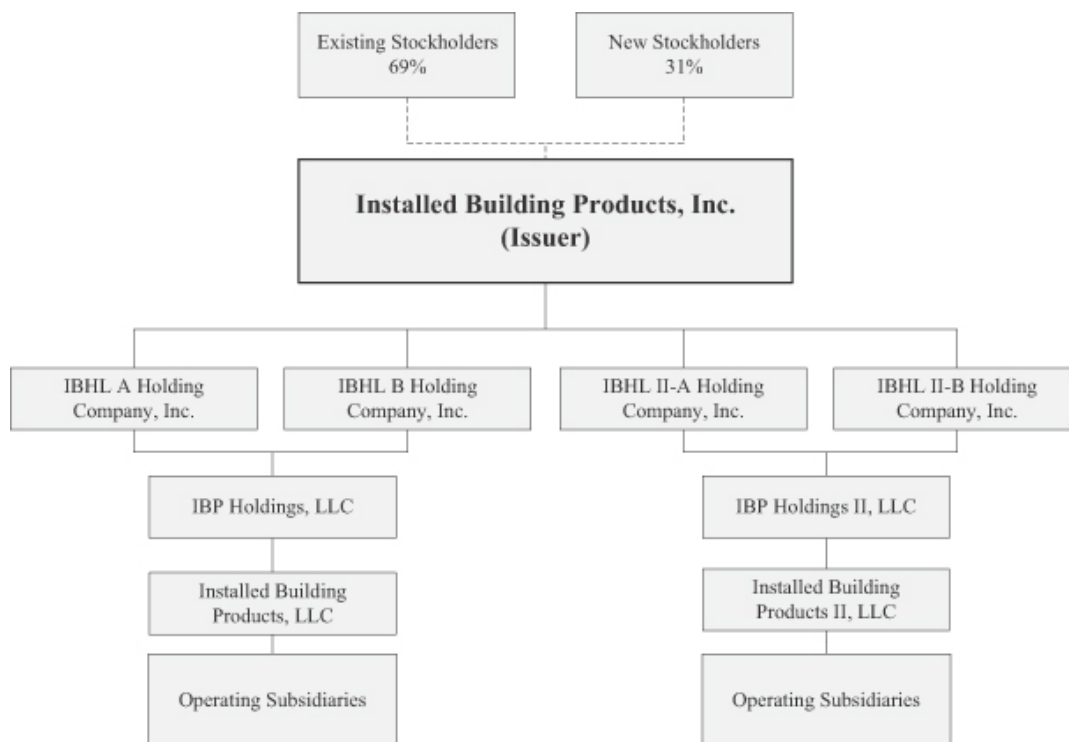 Existing Stockholders
69%
New Stockholders
31%
Installed Building Products, Inc.
(Issuer)
IBHL A Holding
Company, Inc.
IBHL B Holding
Company, Inc.
IBHL II-A Holding
Company, Inc.
IBHL II-B Holding
Company, Inc.
IBP Holdings, LLC
IBP Holdings II, LLC
Installed Building
Products, LLC
Installed Building
Products II, LLC
Operating Subsidiaries
Operating Subsidiaries